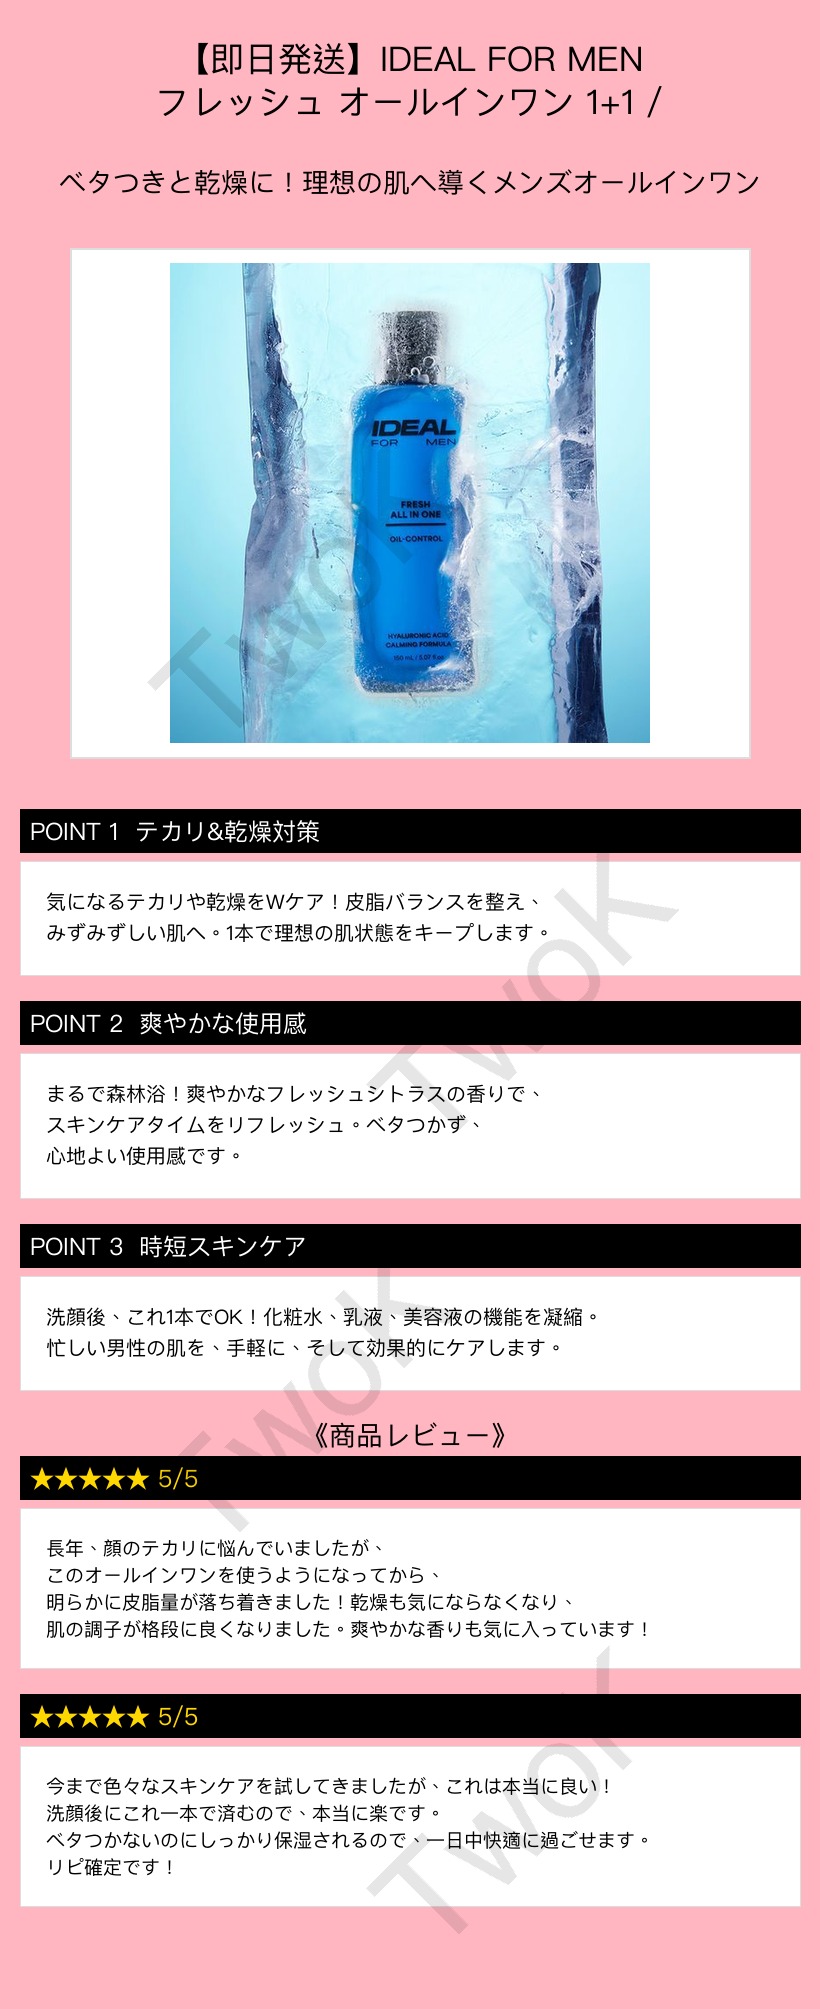 【即日発送】IDEAL FOR MEN
フレッシュ オールインワン 1+1 /
ベタつきと乾燥に！理想の肌へ導くメンズオールインワン
IDEAL
FOR MEN
FRESH
ALL IN ONE
OIL-CONTROL
HYALURONIC ACID
CALMING FORMULA
150 mL / 5.07 fl oz
TwoK
POINT 1 テカリ&乾燥対策
気になるテカリや乾燥をWケア！皮脂バランスを整え、
みずみずしい肌へ。1本で理想の肌状態をキープします。
TwoK
POINT 2 爽やかな使用感
まるで森林浴！爽やかなフレッシュシトラスの香りで、
スキンケアタイムをリフレッシュ。ベタつかず、
心地よい使用感です。
POINT 3 時短スキンケア
洗顔後、これ1本でOK！化粧水、乳液、美容液の機能を凝縮。
忙しい男性の肌を、手軽に、そして効果的にケアします。
TwoK
《商品レビュー》
★★★★★ 5/5
長年、顔のテカリに悩んでいましたが、
このオールインワンを使うようになってから、
明らかに皮脂量が落ち着きました！乾燥も気にならなくなり、
肌の調子が格段に良くなりました。爽やかな香りも気に入っています！
★★★★★ 5/5
今まで色々なスキンケアを試してきましたが、これは本当に良い！
洗顔後にこれ一本で済むので、本当に楽です。
ベタつかないのにしっかり保湿されるので、一日中快適に過ごせます。
リピ確定です！
TwoK